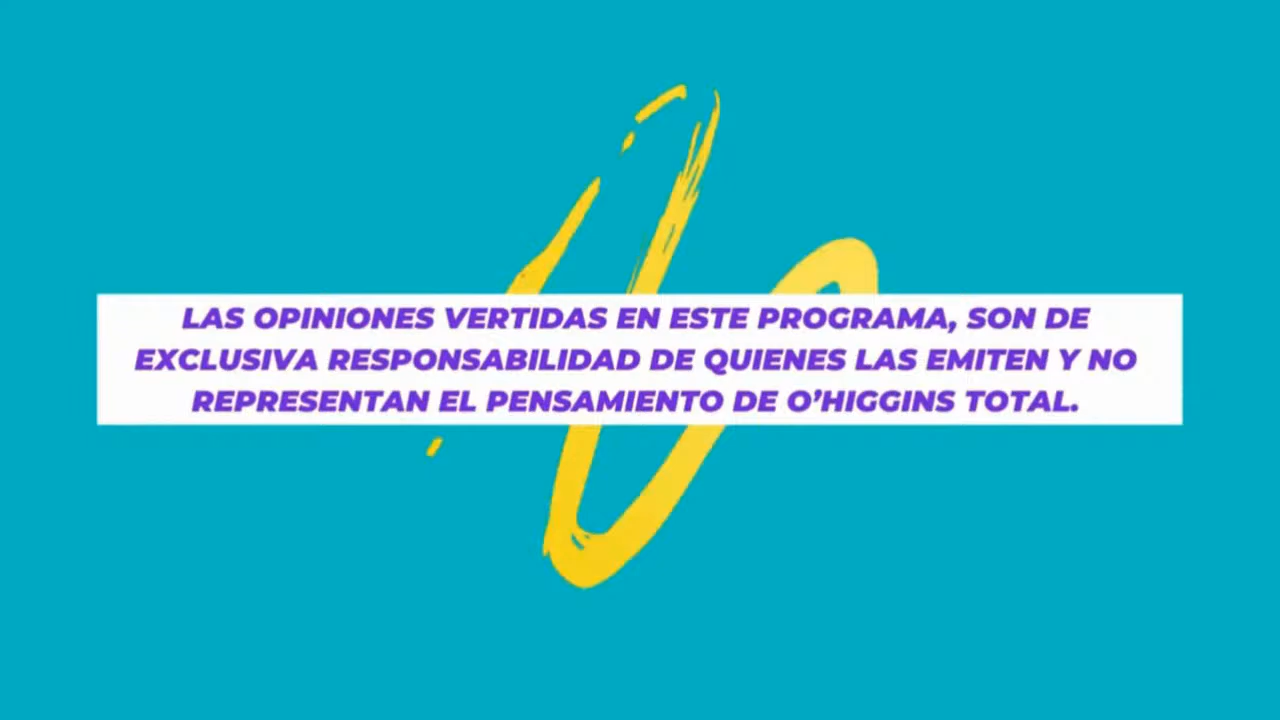 LAS OPINIONES VERTIDAS EN ESTE PROGRAMA, SON DE
EXCLUSIVA RESPONSABILIDAD DE QUIENES LAS EMITEN Y NO
REPRESENTAN EL PENSAMIENTO DE O’HIGGINS TOTAL.